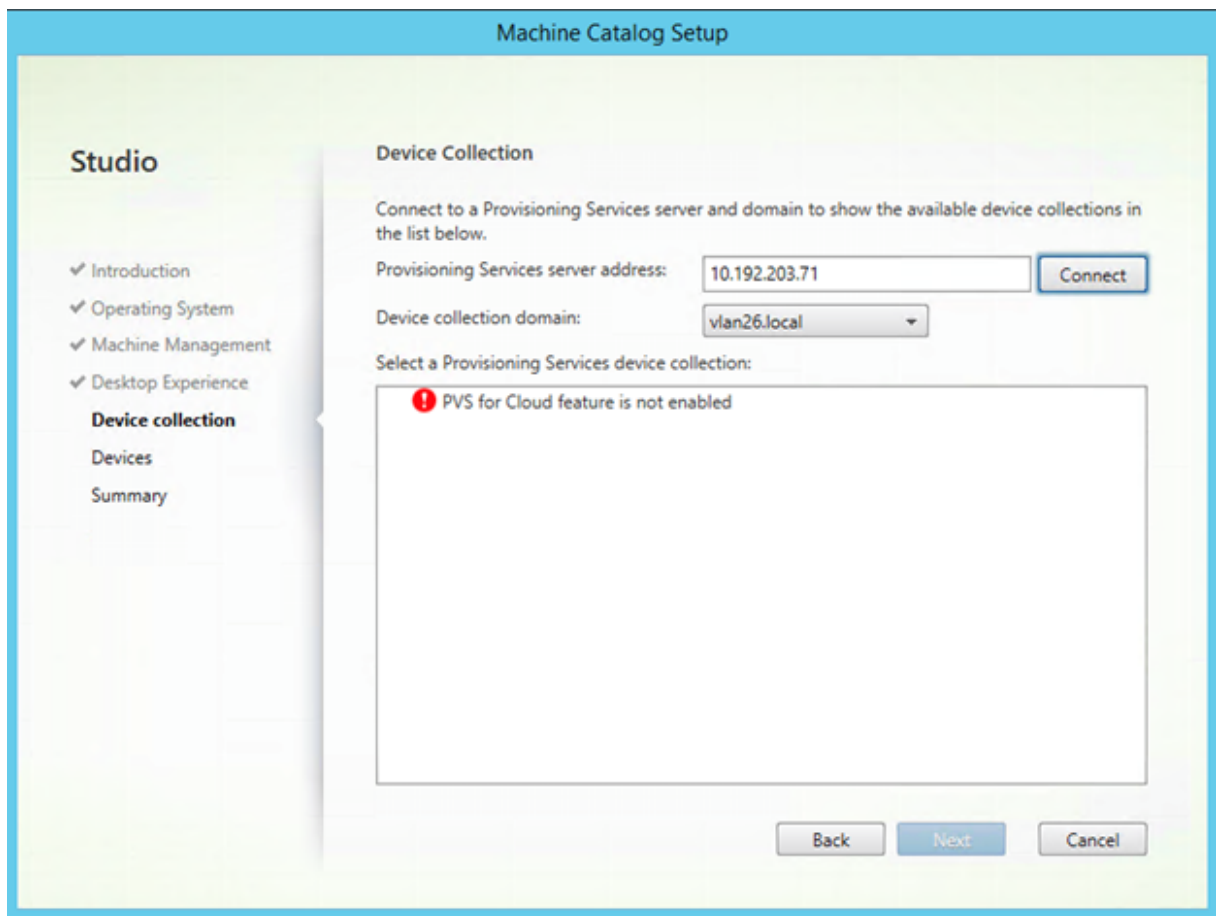 Machine Catalog Setup
Studio
Introduction
Operating System
Machine Management
Desktop Experience
Device collection
Devices
Summary
Device Collection
Connect to a Provisioning Services server and domain to show the available device collections in
the list below.
Provisioning Services server address:
10.192.203.71
Connect
Device collection domain:
vlan26.local
Select a Provisioning Services device collection:
PVS for Cloud feature is not enabled
Back
Next
Cancel